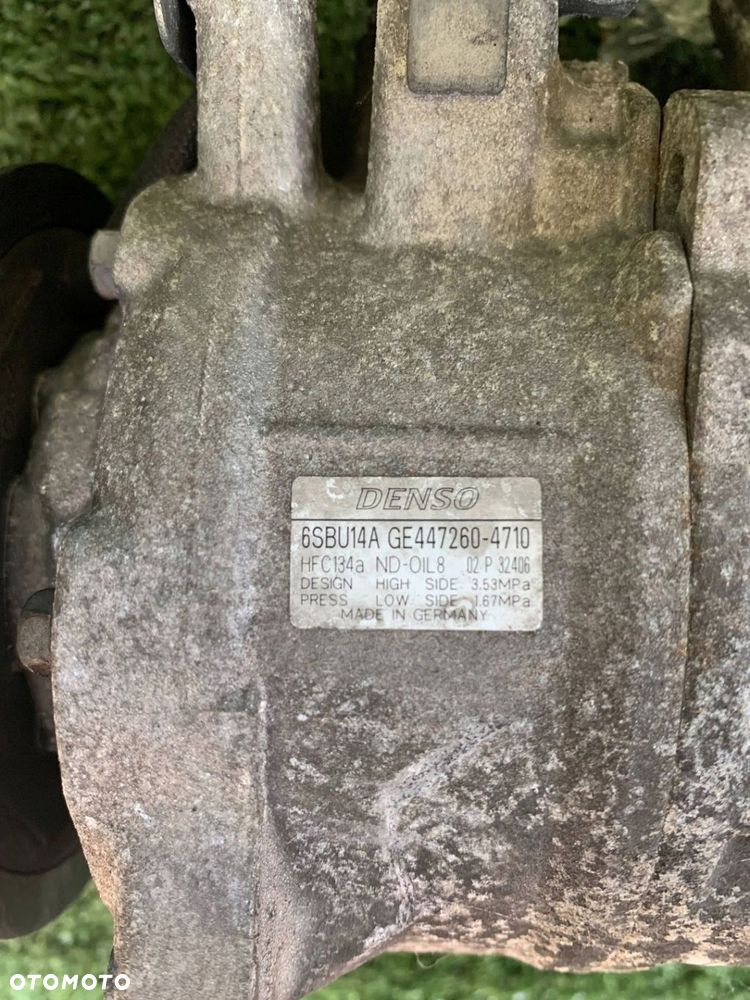 DENSO
6SBU14A GE447260-4710
HFC134a ND-OIL8 02 P 32406
DESIGN HIGH SIDE 3.53MPa
PRESS LOW SIDE 1.67MPa
MADE IN GERMANY
OTOMOTO